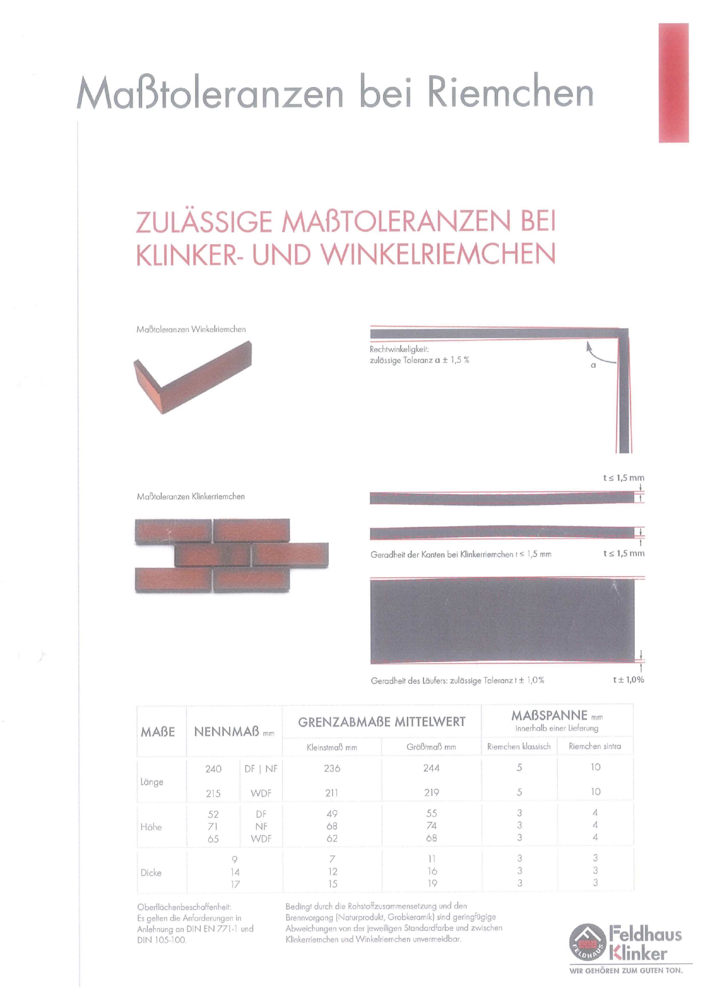 Maßtoleranzen bei Riemchen
ZULÄSSIGE MAßTOLERANZEN BEI
KLINKER- UND WINKELRIEMCHEN
Maßtoleranzen Winkelriemchen
Rechtwinkeligkeit:
zulässige Toleranz α ± 1,5 %
α
t ≤ 1,5 mm
Maßtoleranzen Klinkerriemchen
Geradheit der Kanten bei Klinkerriemchen t ≤ 1,5 mm
t ≤ 1,5 mm
Geradheit des Läufers: zulässige Toleranz t ± 1,0%
t ± 1,0%
MAßE NENNMAß mm GRENZABMAßE MITTELWERT MAßSPANNE mm
innerhalb einer Lieferung
Kleinstmaß mm Größtmaß mm Riemchen klassisch Riemchen sintra
Länge
240 DF | NF 236 244 5 10
215 WDF 211 219 5 10
Höhe
52 DF 49 55 3 4
71 NF 68 74 3 4
65 WDF 62 68 3 4
Dicke
9 7 11 3 3
14 12 16 3 3
17 15 19 3 3
Oberflächenbeschaffenheit:
Es gelten die Anforderungen in
Anlehnung an DIN EN 771-1 und
DIN 105-100.
Bedingt durch die Rohstoffzusammensetzung und den
Brennvorgang (Naturprodukt, Grobkeramik) sind geringfügige
Abweichungen von der jeweiligen Standardfarbe und zwischen
Klinkerriemchen und Winkelriemchen unvermeidbar.
FELDHAUS
Feldhaus
Klinker
WIR GEHÖREN ZUM GUTEN TON.